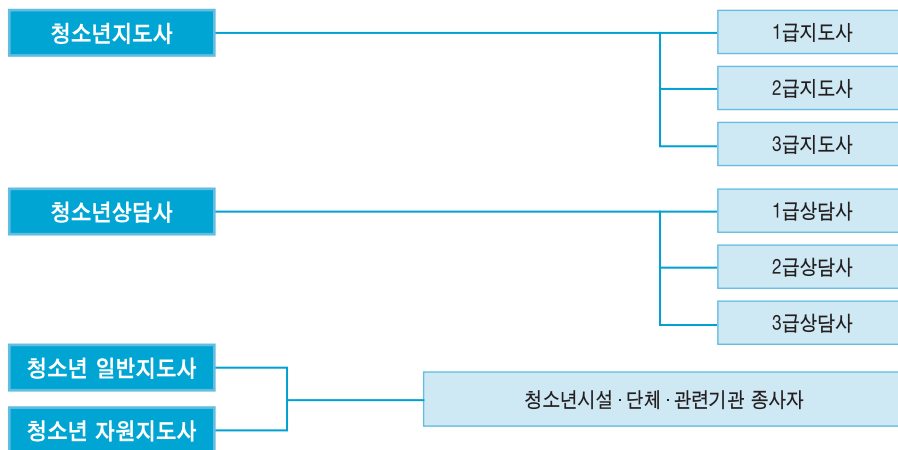 청소년지도사
1급지도사
2급지도사
3급지도사
청소년상담사
1급상담사
2급상담사
3급상담사
청소년 일반지도사
청소년시설·단체·관련기관 종사자
청소년 자원지도사